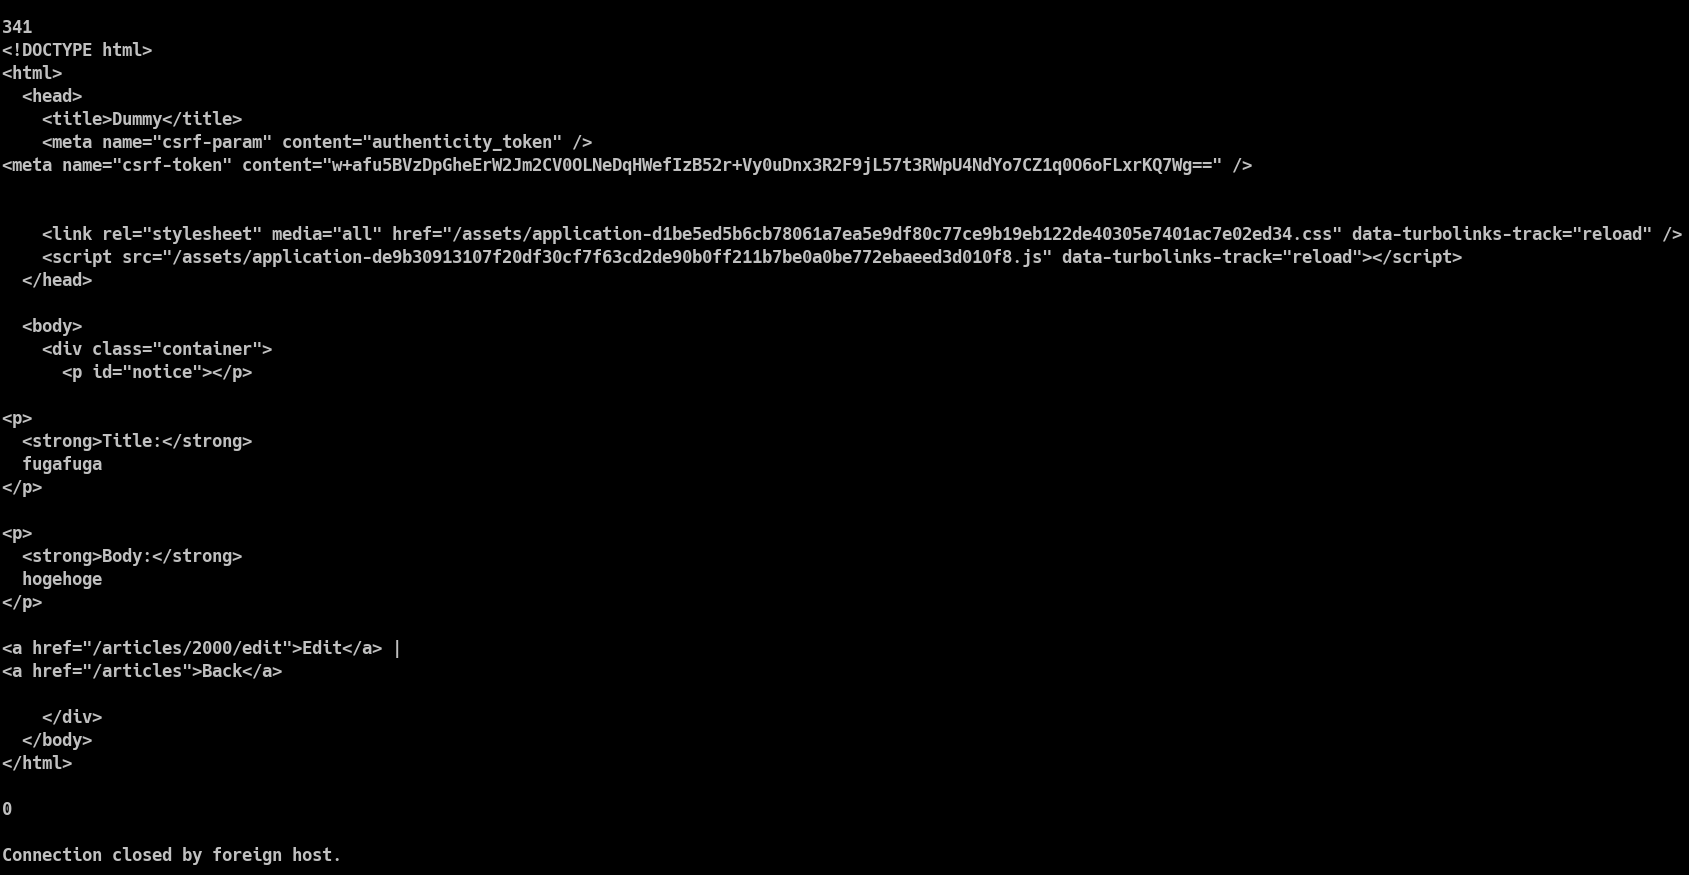 341
<!DOCTYPE html>
<html>
  <head>
    <title>Dummy</title>
    <meta name="csrf-param" content="authenticity_token" />
<meta name="csrf-token" content="w+afu5BVzDpGheErW2Jm2CV0OLNeDqHWefIzB52r+Vy0uDnx3R2F9jL57t3RWpU4NdYo7CZ1q0O6oFLxrKQ7Wg==" />
    <link rel="stylesheet" media="all" href="/assets/application-d1be5ed5b6cb78061a7ea5e9df80c77ce9b19eb122de40305e7401ac7e02ed34.css" data-turbolinks-track="reload" />
    <script src="/assets/application-de9b30913107f20df30cf7f63cd2de90b0ff211b7be0a0be772ebaeed3d010f8.js" data-turbolinks-track="reload"></script>
  </head>
  <body>
    <div class="container">
      <p id="notice"></p>
<p>
  <strong>Title:</strong>
  fugafuga
</p>
<p>
  <strong>Body:</strong>
  hogehoge
</p>
<a href="/articles/2000/edit">Edit</a> |
<a href="/articles">Back</a>
    </div>
  </body>
</html>
0
Connection closed by foreign host.